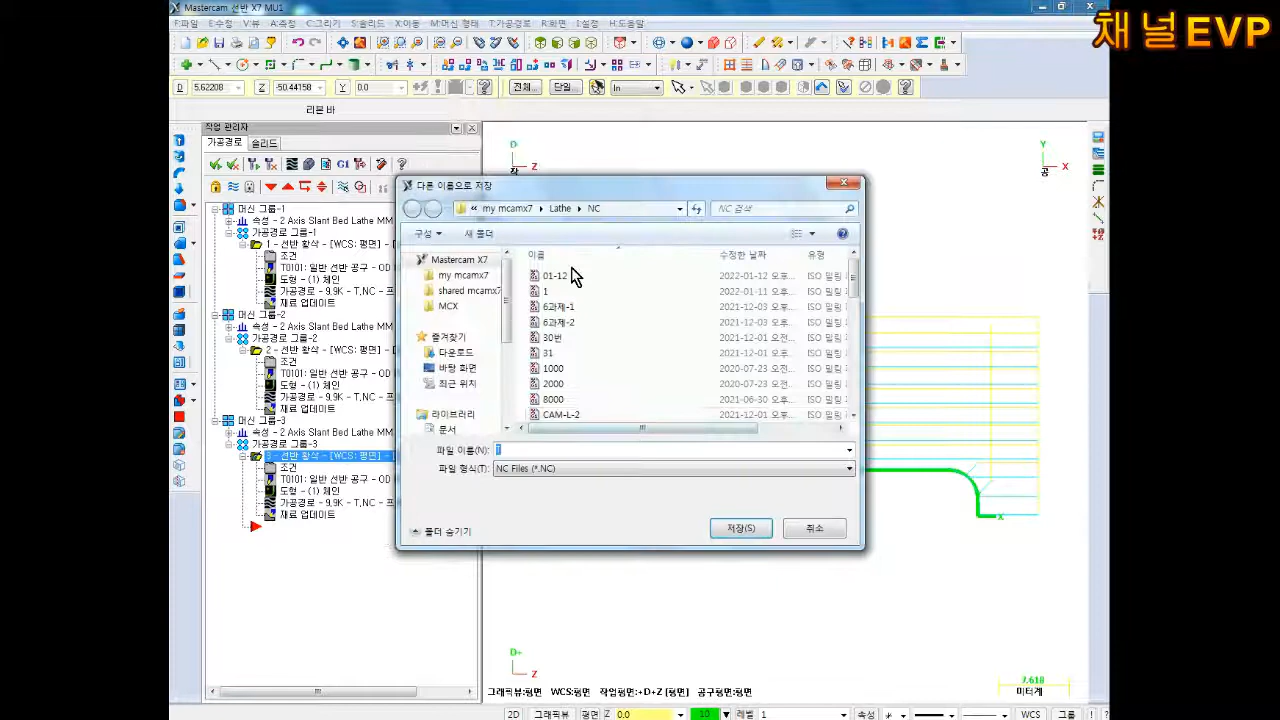 Mastercam 선반 X7 MU1
채널EVP
F:파일 E:수정 V:뷰 A:측정 C:그리기 S:솔리드 X:이동 M:머신 형태 T:가공경로 R:화면 I:설정 H:도움말
D 5.62208 Z -50.44158 Y 0.0 전체... 단일... In
리본 바
작업 관리자
가공경로 솔리드
G1
머신 그룹-1
속성 - 2 Axis Slant Bed Lathe MM
가공경로 그룹-1
1 - 선반 황삭 - [WCS: 평면] -
조건
T0101: 일반 선반 공구 - OD
도형 - (1) 체인
가공경로 - 9.9K - T.NC - 프
재료 업데이트
머신 그룹-2
속성 - 2 Axis Slant Bed Lathe MM
가공경로 그룹-2
2 - 선반 황삭 - [WCS: 평면] -
조건
T0101: 일반 선반 공구 - OD
도형 - (1) 체인
가공경로 - 9.9K - T.NC - 프
재료 업데이트
머신 그룹-3
속성 - 2 Axis Slant Bed Lathe MM
가공경로 그룹-3
3 - 선반 황삭 - [WCS: 평면] -
조건
T0101: 일반 선반 공구 - OD
도형 - (1) 체인
가공경로 - 9.9K - T.NC - 프
재료 업데이트
D
Z
Y
X
다른 이름으로 저장
« my mcamx7 Lathe NC
NC 검색
구성 새 폴더
Mastercam X7
my mcamx7
shared mcamx7
MCX
즐겨찾기
다운로드
바탕 화면
최근 위치
라이브러리
문서
이름 수정한 날짜 유형
01-12 2022-01-12 오후... ISO 밀링
1 2022-01-11 오후... ISO 밀링
6과제-1 2021-12-03 오후... ISO 밀링
6과제-2 2021-12-03 오후... ISO 밀링
30번 2021-12-01 오전... ISO 밀링
31 2021-12-01 오후... ISO 밀링
1000 2020-07-23 오전... ISO 밀링
2000 2020-07-23 오전... ISO 밀링
8000 2021-06-30 오후... ISO 밀링
CAM-L-2 2021-12-01 오후... ISO 밀링
파일 이름(N):
파일 형식(T): NC Files (*.NC)
폴더 숨기기
저장(S) 취소
X
D+
Z
7.618
미터계
그래픽뷰:평면 WCS:평면 작업평면:+D+Z [평면] 공구평면:평면
2D 그래픽뷰 평면 Z 0.0 10 레벨 1 속성 WCS 그룹 ?